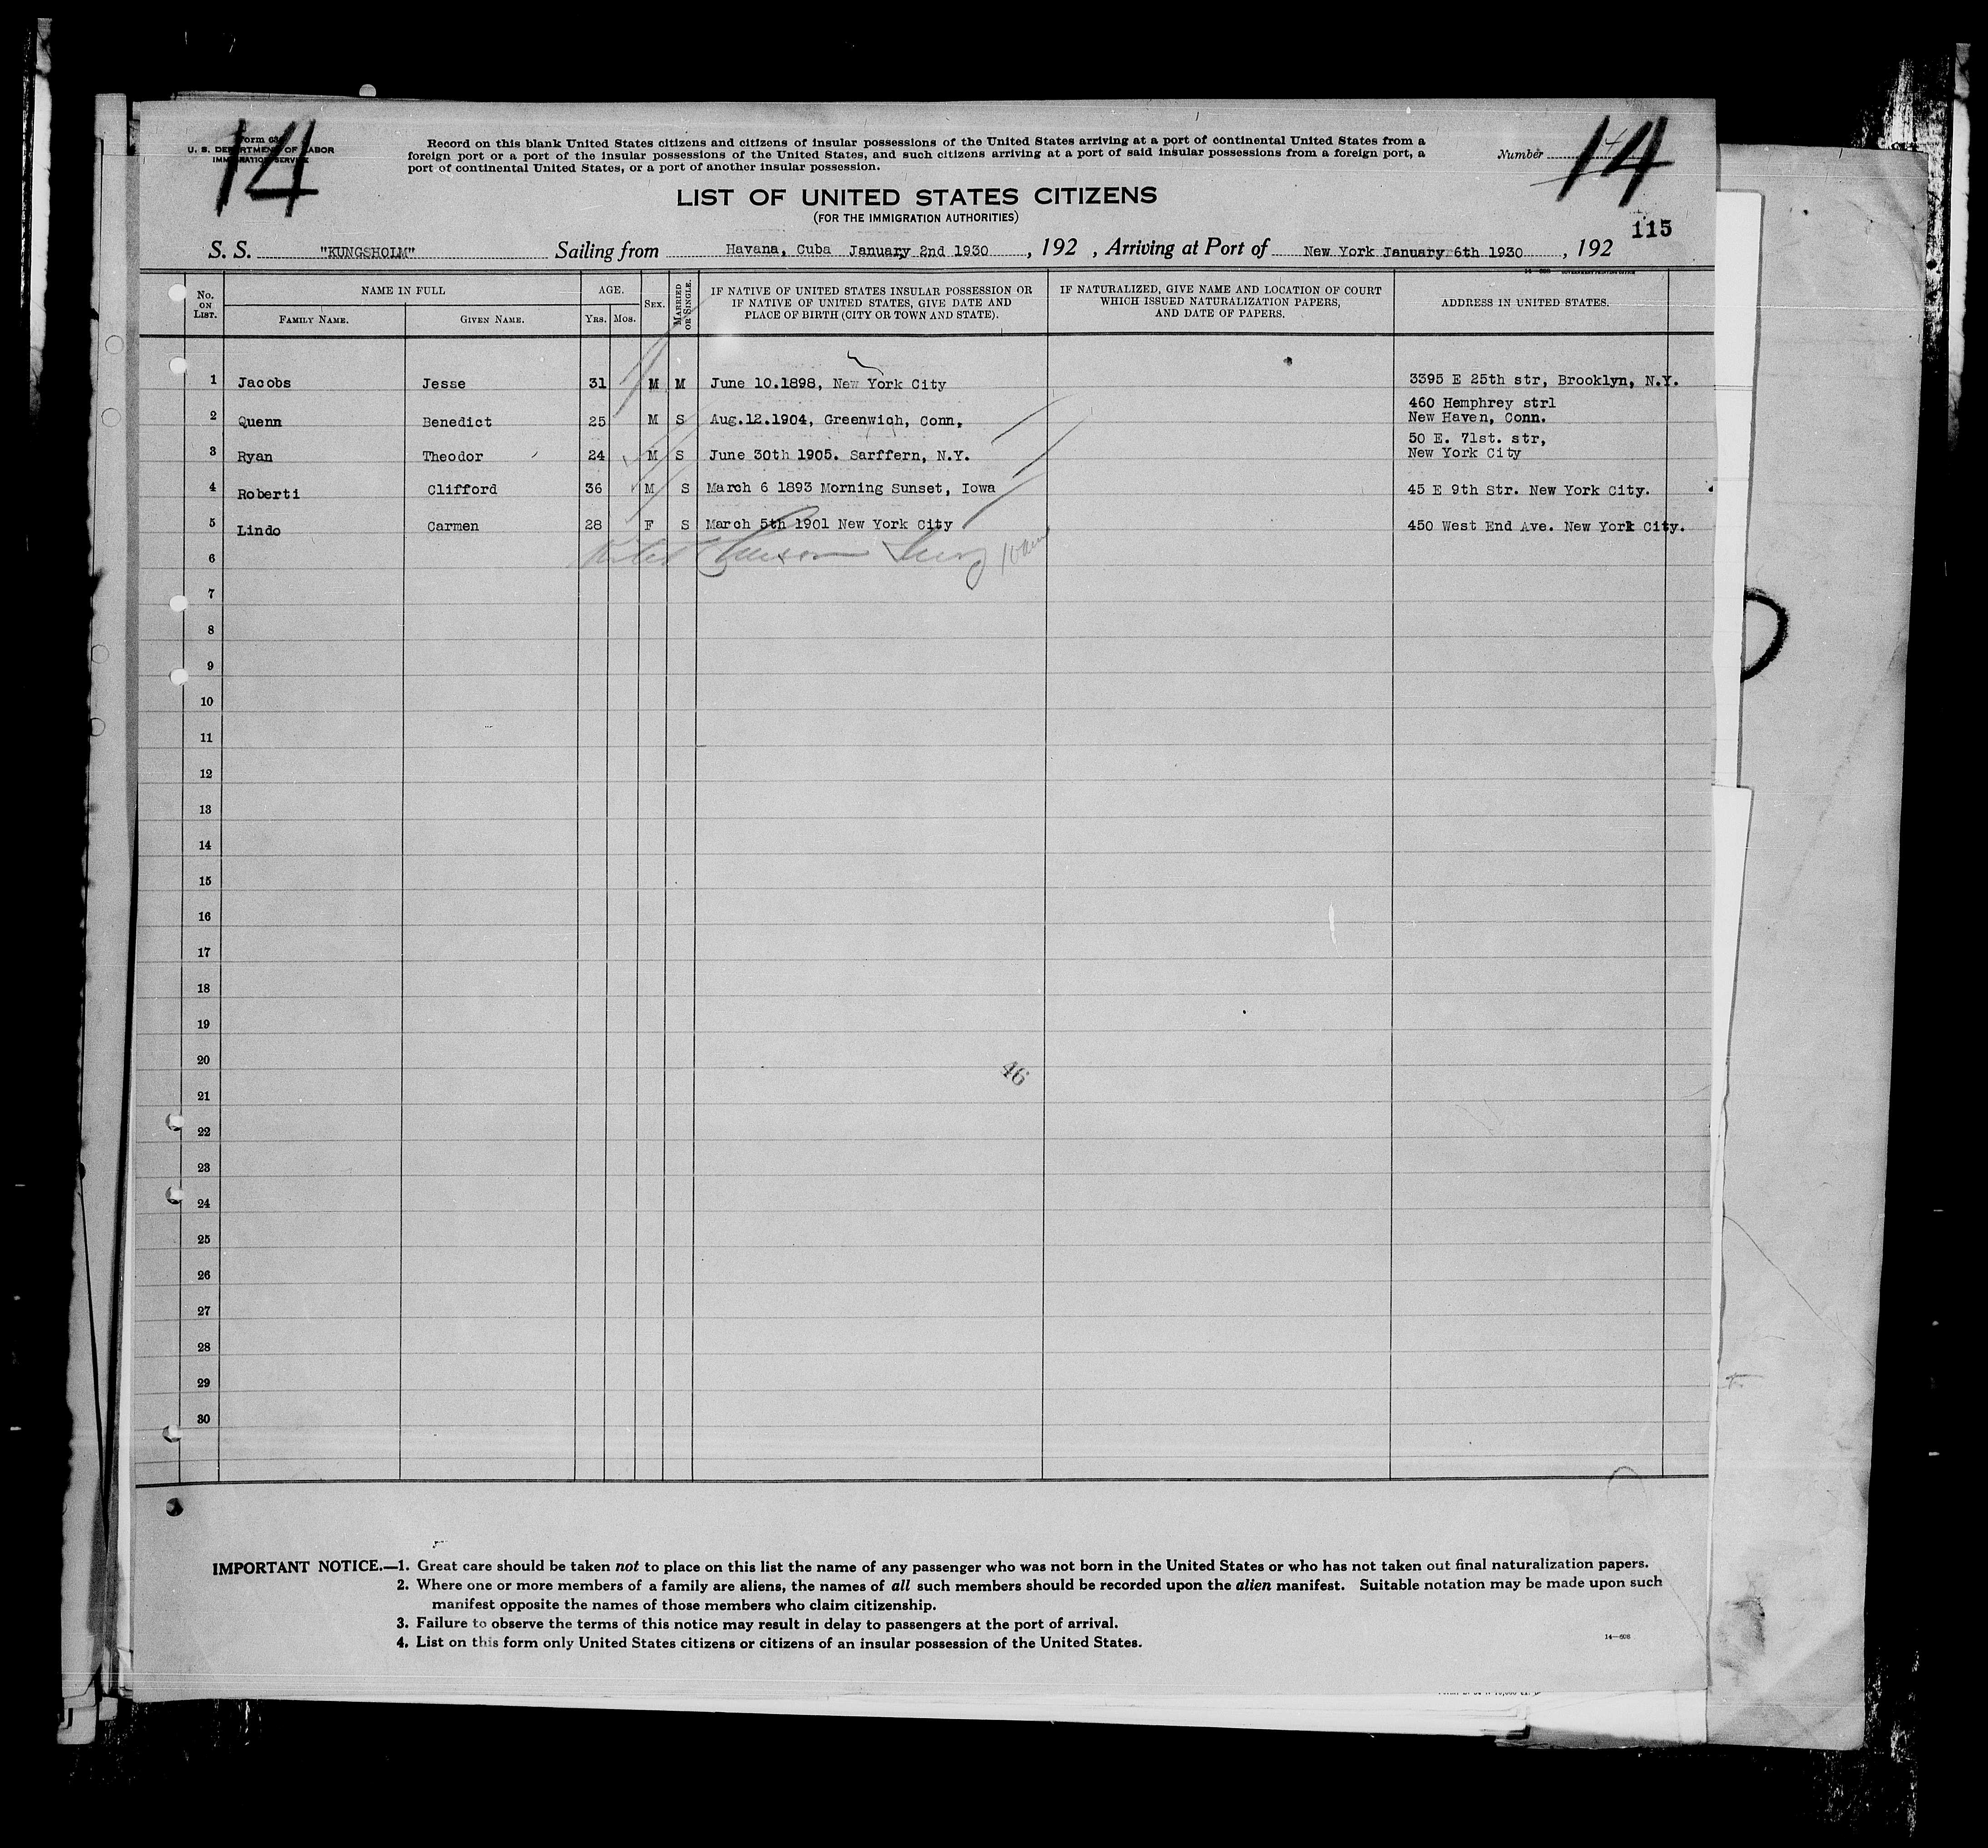 14
Form 63
U. S. DEPARTMENT OF LABOR
IMMIGRATION SERVICE
Record on this blank United States citizens and citizens of insular possessions of the United States arriving at a port of continental United States from a
foreign port or a port of the insular possessions of the United States, and such citizens arriving at a port of said insular possessions from a foreign port, a
port of continental United States, or a port of another insular possession.
Number 14
LIST OF UNITED STATES CITIZENS
(FOR THE IMMIGRATION AUTHORITIES)
115
S. S. "KUNGSHOLM" Sailing from Havana, Cuba January 2nd 1930, 192 , Arriving at Port of New York January 6th 1930, 192
No. ON LIST. NAME IN FULL FAMILY NAME. GIVEN NAME. AGE. YRS. MOS. SEX. MARRIED OR SINGLE. IF NATIVE OF UNITED STATES INSULAR POSSESSION OR IF NATIVE OF UNITED STATES, GIVE DATE AND PLACE OF BIRTH (CITY OR TOWN AND STATE). IF NATURALIZED, GIVE NAME AND LOCATION OF COURT WHICH ISSUED NATURALIZATION PAPERS, AND DATE OF PAPERS. ADDRESS IN UNITED STATES.
1 Jacobs Jesse 31 M M June 10.1898, New York City 3395 E 25th str, Brooklyn, N.Y.
2 Quenn Benedict 25 M S Aug.12.1904, Greenwich, Conn, 460 Hemphrey strl New Haven, Conn.
3 Ryan Theodor 24 M S June 30th 1905. Sarffern, N.Y. 50 E. 71st. str, New York City
4 Roberti Clifford 36 M S March 6 1893 Morning Sunset, Iowa 45 E 9th Str. New York City.
5 Lindo Carmen 28 F S March 5th 1901 New York City 450 West End Ave. New York City.
6
7
8
9
10
11
12
13
14
15
16
17
18
19
20
46
21
22
23
24
25
26
27
28
29
30
IMPORTANT NOTICE.—1. Great care should be taken not to place on this list the name of any passenger who was not born in the United States or who has not taken out final naturalization papers.
2. Where one or more members of a family are aliens, the names of all such members should be recorded upon the alien manifest. Suitable notation may be made upon such
manifest opposite the names of those members who claim citizenship.
3. Failure to observe the terms of this notice may result in delay to passengers at the port of arrival.
4. List on this form only United States citizens or citizens of an insular possession of the United States.
14—608